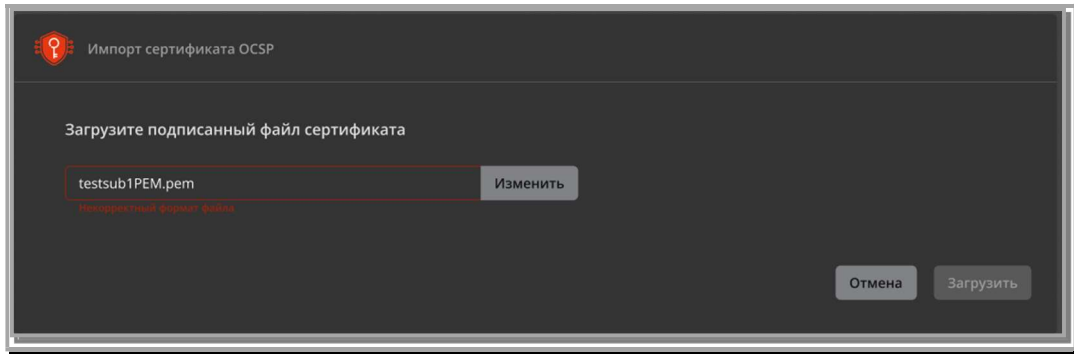 Импорт сертификата OCSP
Загрузите подписанный файл сертификата
testsub1PEM.pem
Изменить
Некорректный формат файла
Отмена
Загрузить